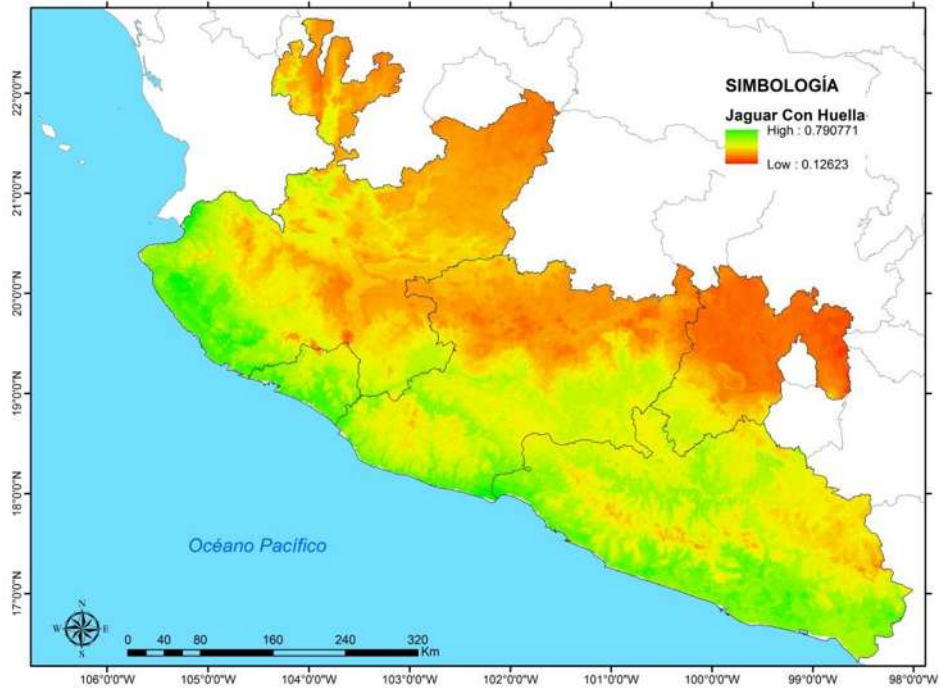 22°0'0"N
21°0'0"N
20°0'0"N
19°0'0"N
18°0'0"N
17°0'0"N
SIMBOLOGÍA
Jaguar Con Huella
High : 0.790771
Low : 0.12623
Océano Pacífico
N
W E
S
0 40 80 160 240 320
Km
106°0'0"W 105°0'0"W 104°0'0"W 103°0'0"W 102°0'0"W 101°0'0"W 100°0'0"W 99°0'0"W 98°0'0"W